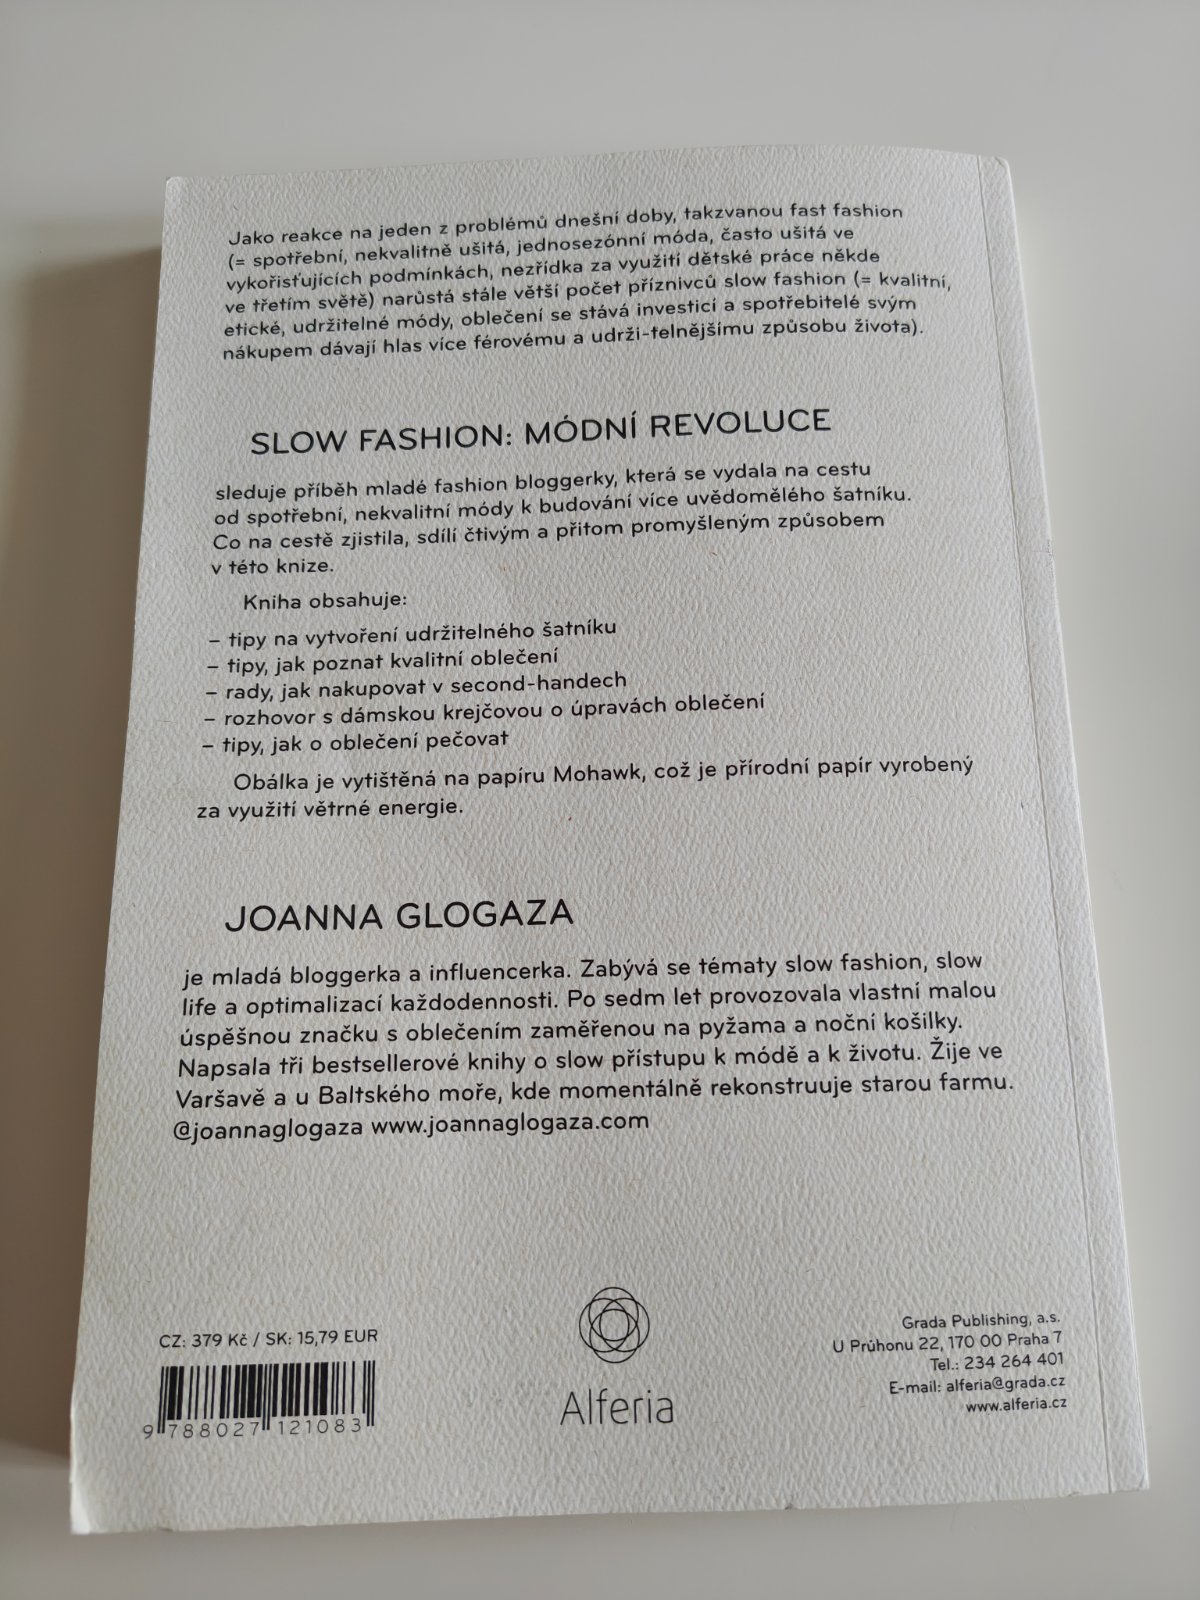 Jako reakce na jeden z problémů dnešní doby, takzvanou fast fashion
(= spotřební, nekvalitně ušitá, jednosezónní móda, často ušitá ve
vykořisťujících podmínkách, nezřídka za využití dětské práce někde
ve třetím světě) narůstá stále větší počet příznivců slow fashion (= kvalitní,
etické, udržitelné módy, oblečení se stává investicí a spotřebitelé svým
nákupem dávají hlas více férovému a udrži-telnějšímu způsobu života).
SLOW FASHION: MÓDNÍ REVOLUCE
sleduje příběh mladé fashion bloggerky, která se vydala na cestu
od spotřební, nekvalitní módy k budování více uvědomělého šatníku.
Co na cestě zjistila, sdílí čtivým a přitom promyšleným způsobem
v této knize.
Kniha obsahuje:
– tipy na vytvoření udržitelného šatníku
– tipy, jak poznat kvalitní oblečení
– rady, jak nakupovat v second-handech
– rozhovor s dámskou krejčovou o úpravách oblečení
– tipy, jak o oblečení pečovat
Obálka je vytištěná na papíru Mohawk, což je přírodní papír vyrobený
za využití větrné energie.
JOANNA GLOGAZA
je mladá bloggerka a influencerka. Zabývá se tématy slow fashion, slow
life a optimalizací každodennosti. Po sedm let provozovala vlastní malou
úspěšnou značku s oblečením zaměřenou na pyžama a noční košilky.
Napsala tři bestsellerové knihy o slow přístupu k módě a k životu. Žije ve
Varšavě a u Baltského moře, kde momentálně rekonstruuje starou farmu.
@joannaglogaza www.joannaglogaza.com
CZ: 379 Kč / SK: 15,79 EUR
9 788027 121083
Alferia
Grada Publishing, a.s.
U Průhonu 22, 170 00 Praha 7
Tel.: 234 264 401
E-mail: alferia@grada.cz
www.alferia.cz